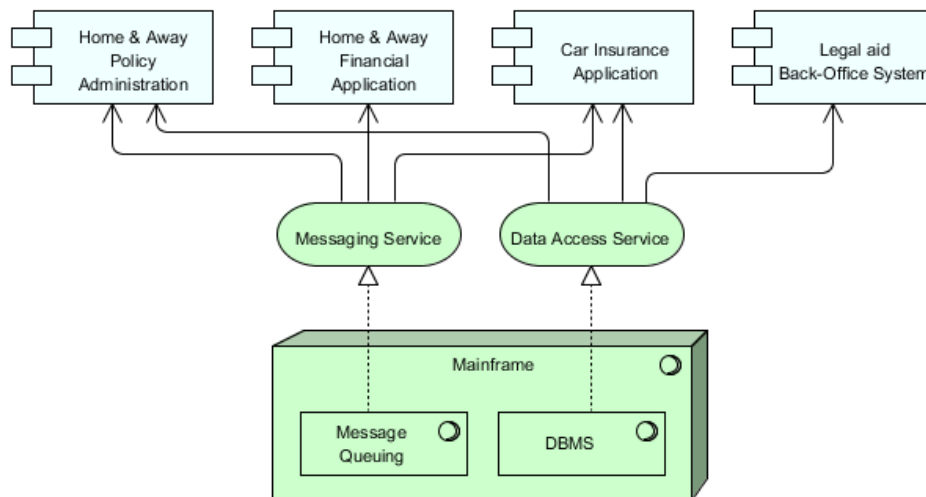 Home & Away
Policy
Administration
Home & Away
Financial
Application
Car Insurance
Application
Legal aid
Back-Office System
Messaging Service
Data Access Service
Mainframe
Message
Queuing
DBMS